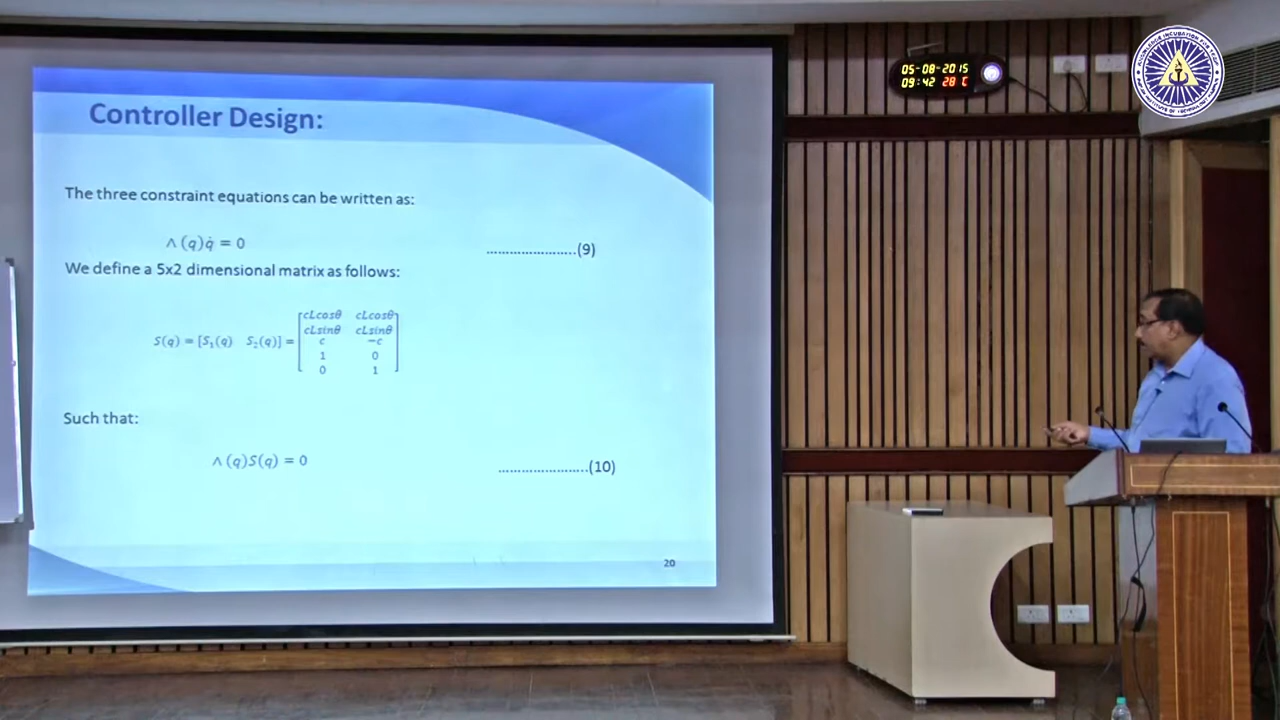 05-08-2015
09:42 28 C
Controller Design:
The three constraint equations can be written as:
∧(q)q̇ = 0 ........................(9)
We define a 5x2 dimensional matrix as follows:
S(q) = [S₁(q) S₂(q)] =
cLcosθ cLcosθ
cLsinθ cLsinθ
c −c
1 0
0 1
Such that:
∧(q)S(q) = 0 ........................(10)
20